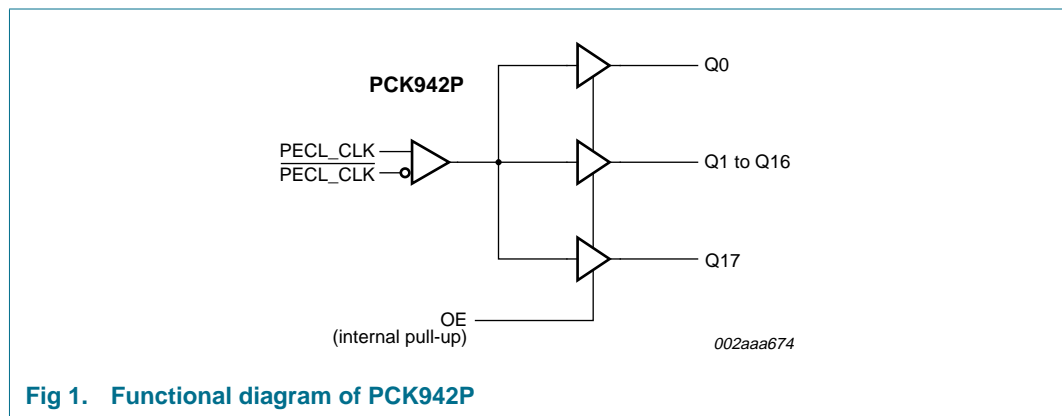 PCK942P
Q0
PECL_CLK
PECL_CLK
Q1 to Q16
Q17
OE
(internal pull-up)
002aaa674
Fig 1. Functional diagram of PCK942P